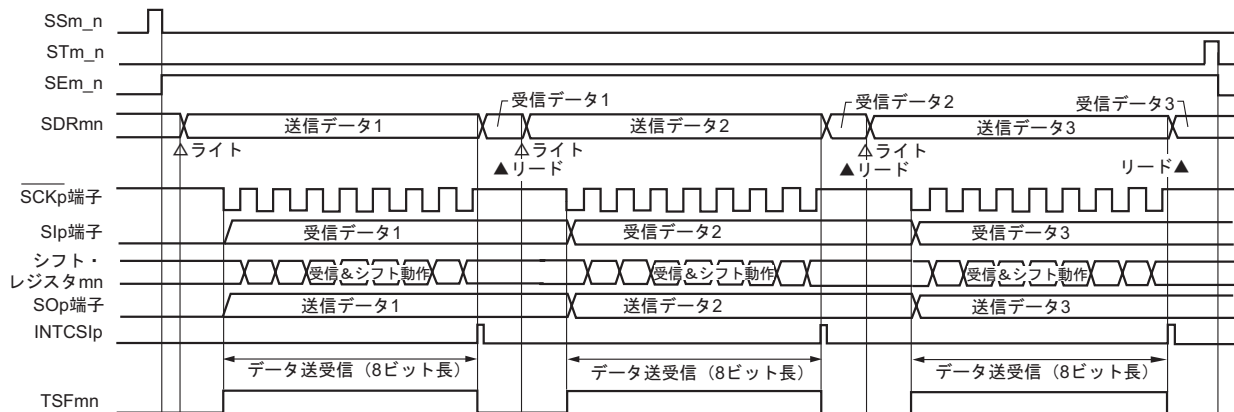 SSm_n
STm_n
SEm_n
受信データ1 受信データ2 受信データ3
SDRmn 送信データ1 送信データ2 送信データ3
△ライト △ライト △ライト
▲リード ▲リード リード▲
SCKp端子
SIp端子 受信データ1 受信データ2 受信データ3
シフト・
レジスタmn 受信&シフト動作 受信&シフト動作 受信&シフト動作
SOp端子 送信データ1 送信データ2 送信データ3
INTCSIp
データ送受信（8ビット長） データ送受信（8ビット長） データ送受信（8ビット長）
TSFmn